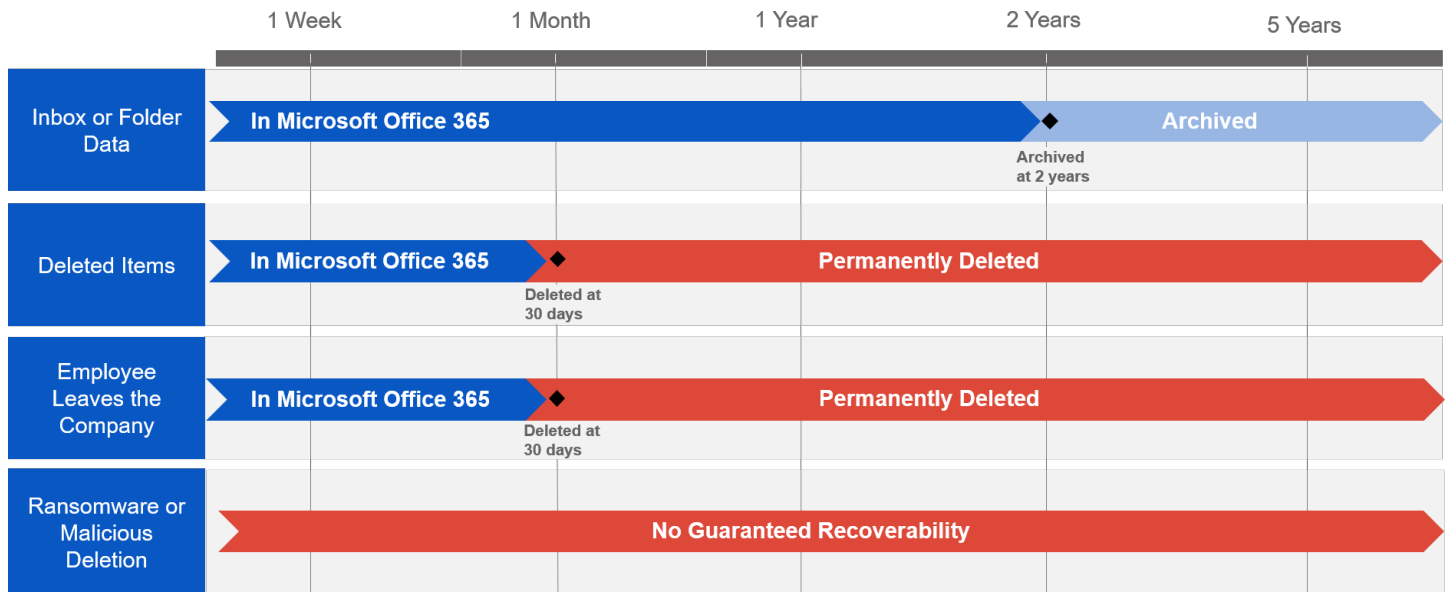 1 Week
1 Month
1 Year
2 Years
5 Years
Inbox or Folder
Data
In Microsoft Office 365
Archived
Archived
at 2 years
Deleted Items
In Microsoft Office 365
Permanently Deleted
Deleted at
30 days
Employee
Leaves the
Company
In Microsoft Office 365
Permanently Deleted
Deleted at
30 days
Ransomware or
Malicious
Deletion
No Guaranteed Recoverability